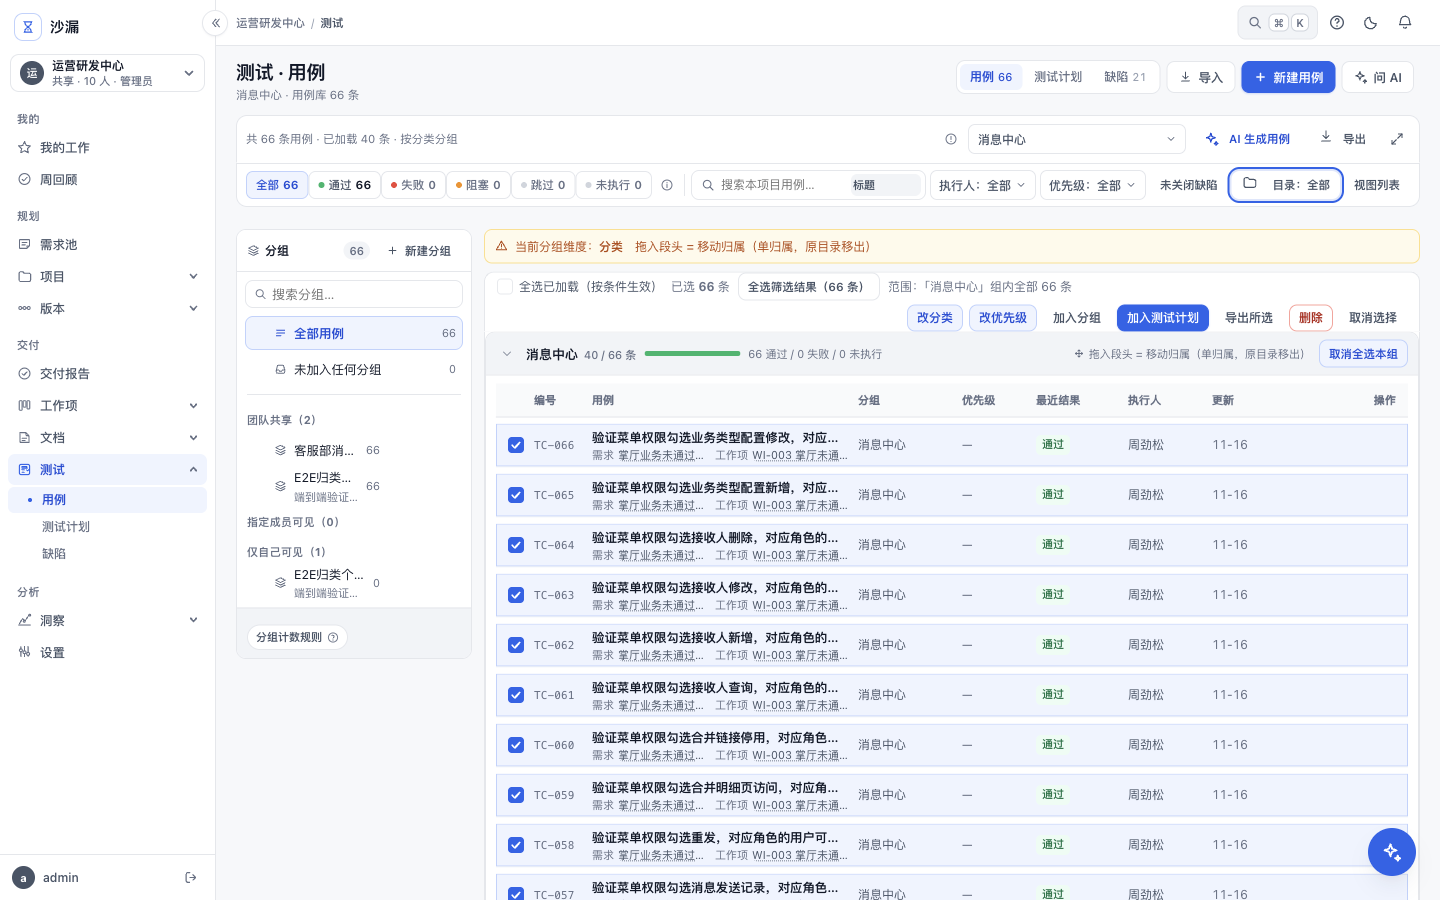 沙漏
运 运营研发中心
共享 · 10 人 · 管理员
我的
我的工作
周回顾
规划
需求池
项目
版本
交付
交付报告
工作项
文档
测试
用例
测试计划
缺陷
分析
洞察
设置
a admin
运营研发中心 / 测试
⌘ K
测试 · 用例
消息中心 · 用例库 66 条
用例 66 测试计划 缺陷 21 导入 新建用例 问 AI
共 66 条用例 · 已加载 40 条 · 按分类分组
消息中心 AI 生成用例 导出
全部 66 通过 66 失败 0 阻塞 0 跳过 0 未执行 0
搜索本项目用例... 标题 执行人：全部 优先级：全部 未关闭缺陷 目录：全部 视图列表
分组 66 新建分组
搜索分组...
全部用例 66
未加入任何分组 0
团队共享（2）
客服部消... 66
E2E归类... 66
端到端验证...
指定成员可见（0）
仅自己可见（1）
E2E归类个... 0
端到端验证...
分组计数规则
当前分组维度：分类 拖入段头 = 移动归属（单归属，原目录移出）
全选已加载（按条件生效） 已选 66 条 全选筛选结果（66 条） 范围：「消息中心」组内全部 66 条
改分类 改优先级 加入分组 加入测试计划 导出所选 删除 取消选择
消息中心 40 / 66 条 66 通过 / 0 失败 / 0 未执行 拖入段头 = 移动归属（单归属，原目录移出） 取消全选本组
编号 用例 分组 优先级 最近结果 执行人 更新 操作
TC-066 验证菜单权限勾选业务类型配置修改，对应... 消息中心 — 通过 周劲松 11-16
需求 掌厅业务未通过... 工作项 WI-003 掌厅未通...
TC-065 验证菜单权限勾选业务类型配置新增，对应... 消息中心 — 通过 周劲松 11-16
需求 掌厅业务未通过... 工作项 WI-003 掌厅未通...
TC-064 验证菜单权限勾选接收人删除，对应角色的... 消息中心 — 通过 周劲松 11-16
需求 掌厅业务未通过... 工作项 WI-003 掌厅未通...
TC-063 验证菜单权限勾选接收人修改，对应角色的... 消息中心 — 通过 周劲松 11-16
需求 掌厅业务未通过... 工作项 WI-003 掌厅未通...
TC-062 验证菜单权限勾选接收人新增，对应角色的... 消息中心 — 通过 周劲松 11-16
需求 掌厅业务未通过... 工作项 WI-003 掌厅未通...
TC-061 验证菜单权限勾选接收人查询，对应角色的... 消息中心 — 通过 周劲松 11-16
需求 掌厅业务未通过... 工作项 WI-003 掌厅未通...
TC-060 验证菜单权限勾选合并链接停用，对应角色... 消息中心 — 通过 周劲松 11-16
需求 掌厅业务未通过... 工作项 WI-003 掌厅未通...
TC-059 验证菜单权限勾选合并明细页访问，对应角... 消息中心 — 通过 周劲松 11-16
需求 掌厅业务未通过... 工作项 WI-003 掌厅未通...
TC-058 验证菜单权限勾选重发，对应角色的用户可... 消息中心 — 通过 周劲松 11-16
需求 掌厅业务未通过... 工作项 WI-003 掌厅未通...
TC-057 验证菜单权限勾选消息发送记录，对应角色... 消息中心 — 通过 周劲松 11-16